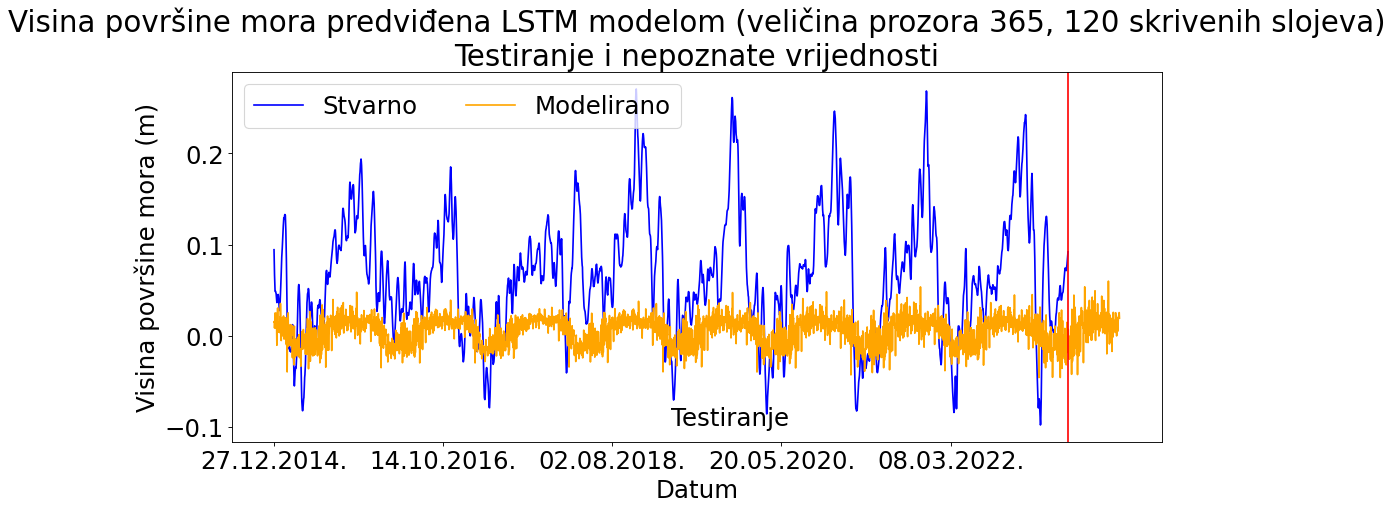 Visina površine mora predviđena LSTM modelom (veličina prozora 365, 120 skrivenih slojeva)
Testiranje i nepoznate vrijednosti
Stvarno Modelirano
Visina površine mora (m)
0.2
0.1
0.0
−0.1
Testiranje
27.12.2014. 14.10.2016. 02.08.2018. 20.05.2020. 08.03.2022.
Datum